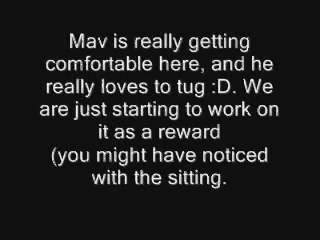 Mav is really getting
comfortable here, and he
really loves to tug :D. We
are just starting to work on
it as a reward
(you might have noticed
with the sitting.